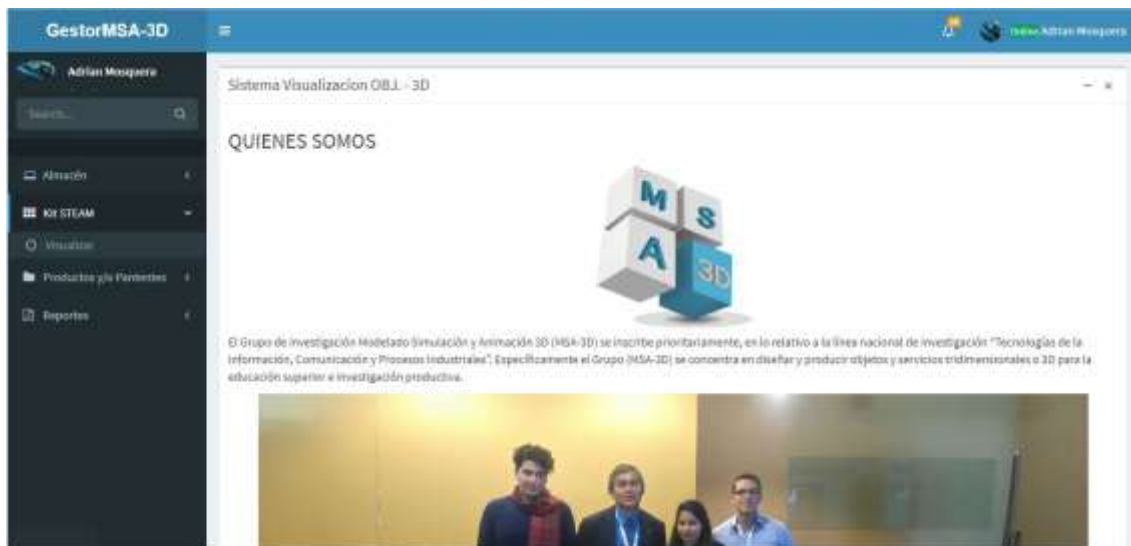 GestorMSA-3D
Adrian Mosquera
Online Adrian Mosquera
Search...
Almacén
Kit STEAM
Visualizar
Productos y/o
Reportes
Sistema Visualizacion OBJ. - 3D
QUIENES SOMOS
M S
A 3D
El Grupo de investigación Modelado Simulación y Animación 3D (MSA-3D) se inscribe prioritariamente, en lo relativo a la línea nacional de investigación "Tecnologías de la
Información, Comunicación y Procesos Industriales". Específicamente el Grupo (MSA-3D) se concentra en diseñar y producir objetos y servicios tridimensionales o 3D para la
educación superior e investigación productiva.